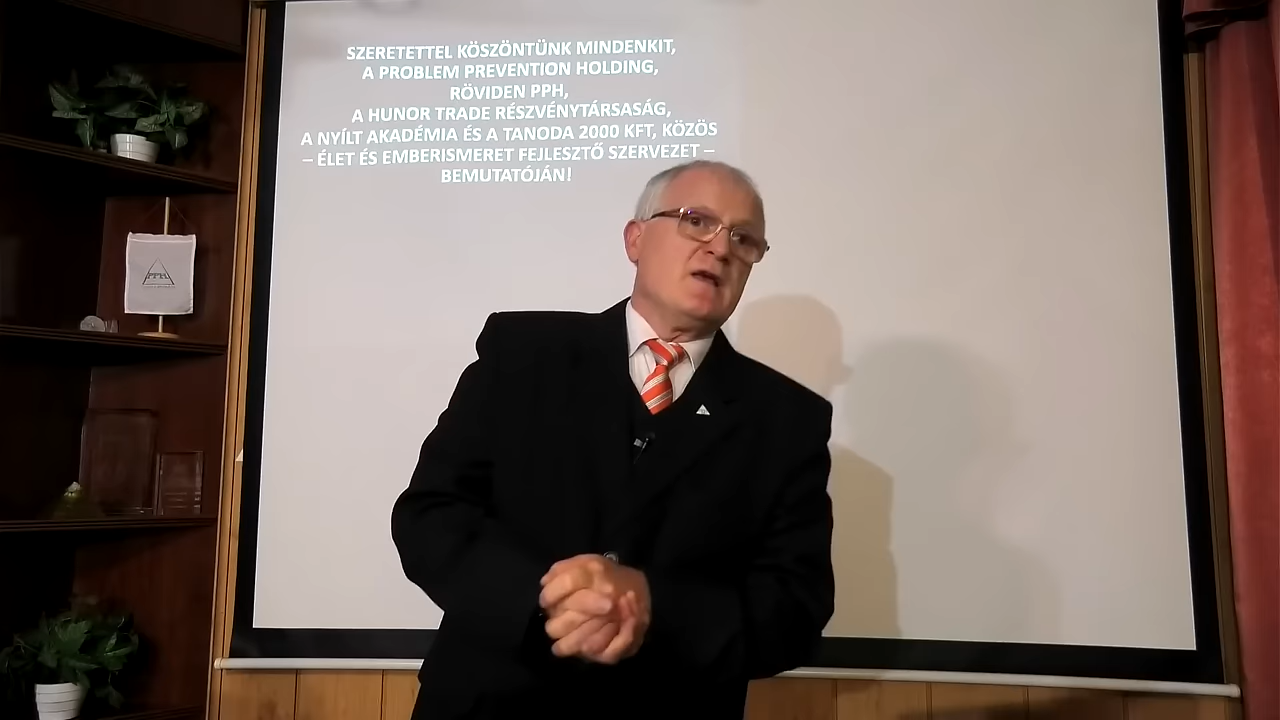 SZERETETTEL KÖSZÖNTÜNK MINDENKIT,
A PROBLEM PREVENTION HOLDING,
RÖVIDEN PPH,
A HUNOR TRADE RÉSZVÉNYTÁRSASÁG,
A NYÍLT AKADÉMIA ÉS A TANODA 2000 KFT, KÖZÖS
– ÉLET ÉS EMBERISMERET FEJLESZTŐ SZERVEZET –
BEMUTATÓJÁN!
PPH